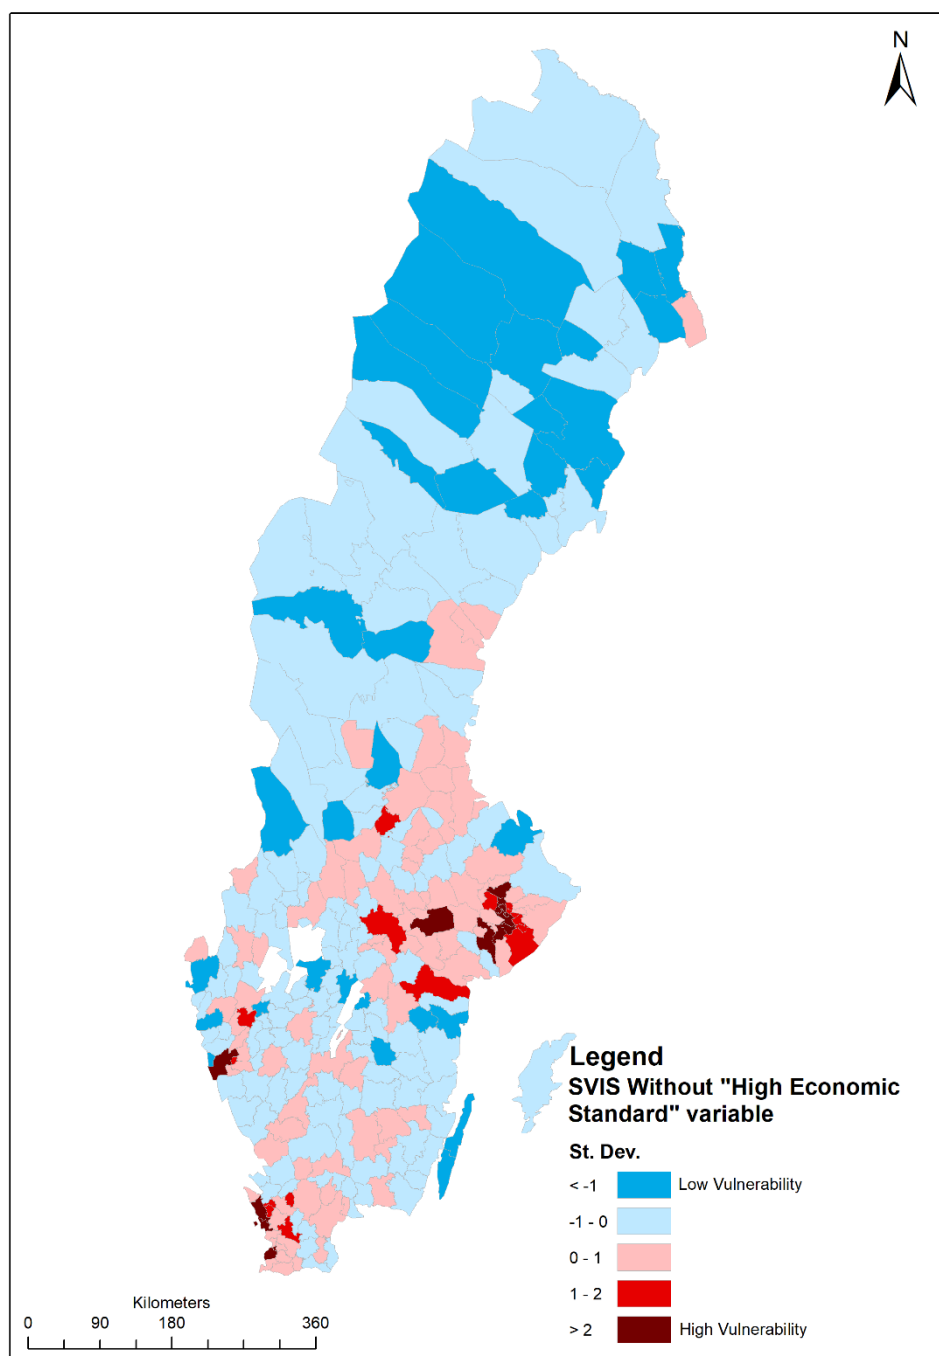 N
Legend
SVIS Without "High Economic
Standard" variable
St. Dev.
< -1 Low Vulnerability
-1 - 0
0 - 1
1 - 2
> 2 High Vulnerability
Kilometers
0 90 180 360